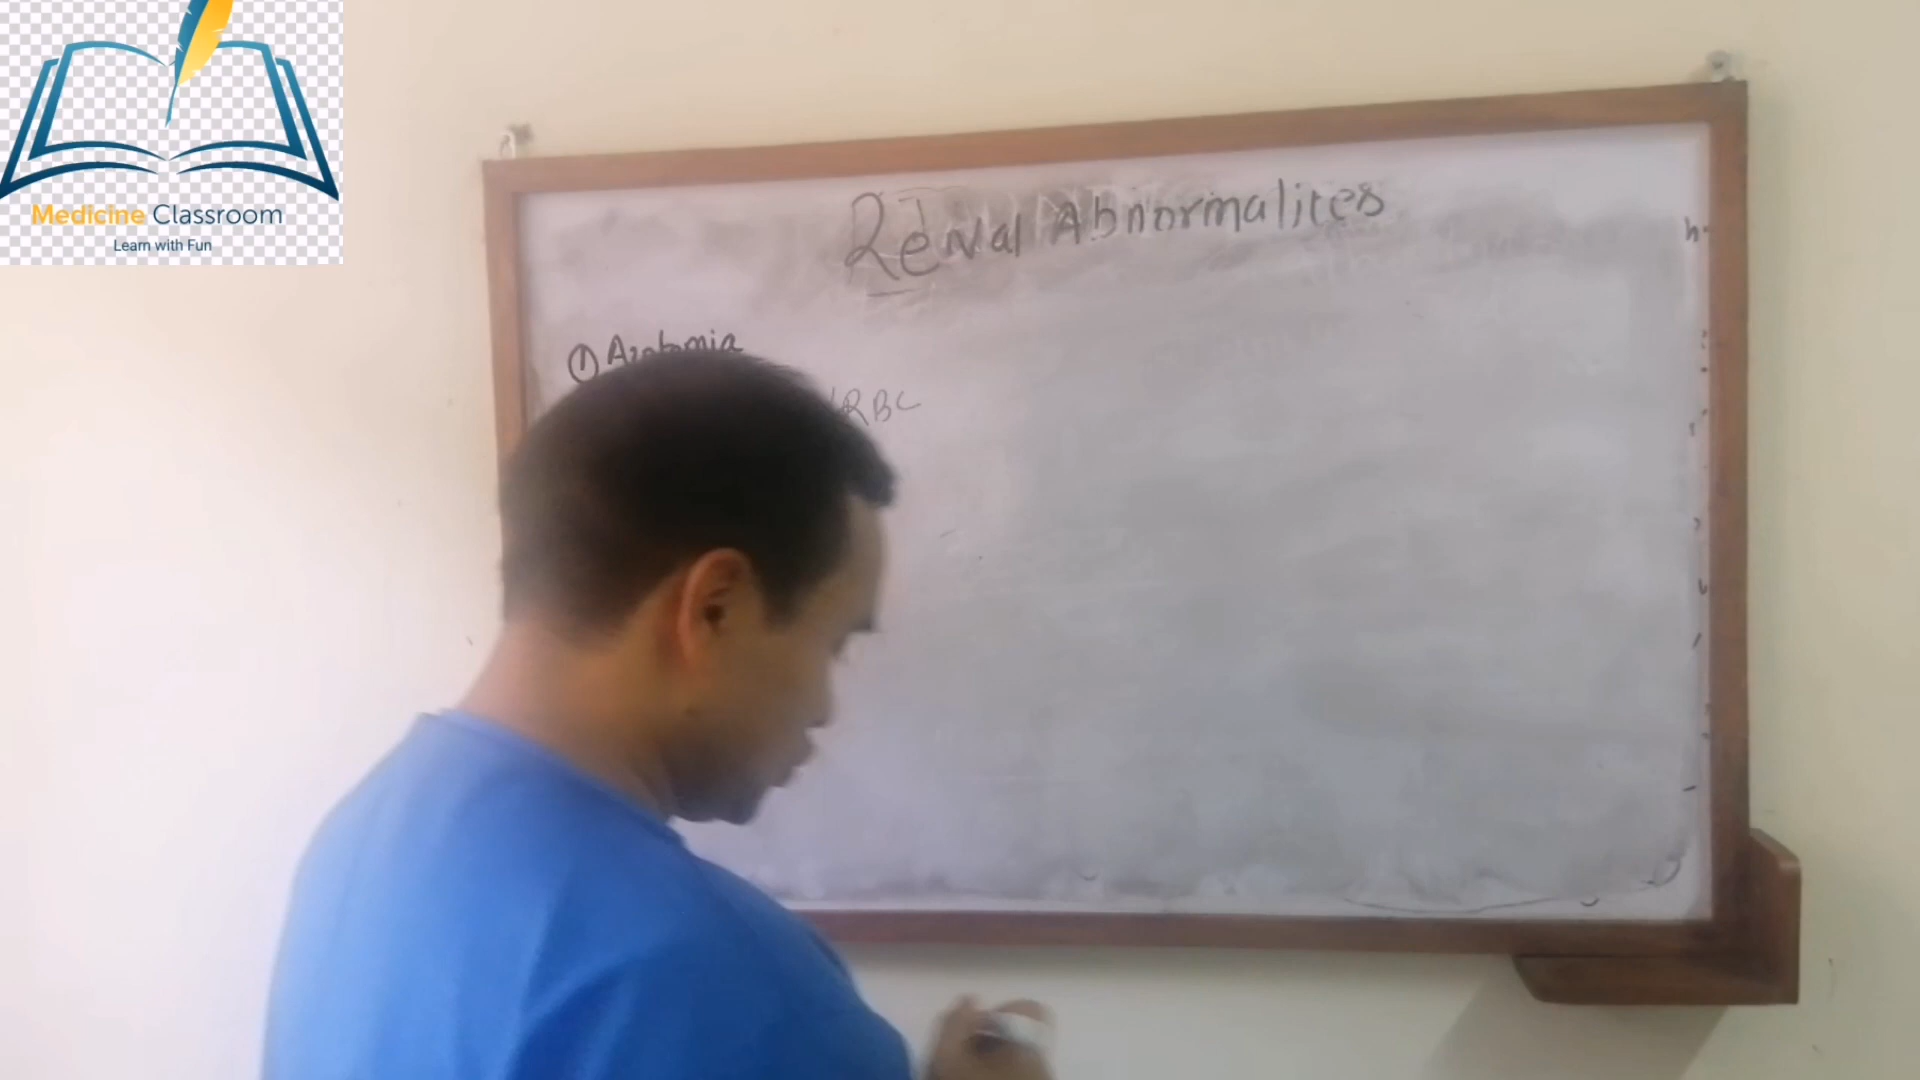 Medicine Classroom
Learn with Fun
Renal Abnormalites
① Azotemia
RBC